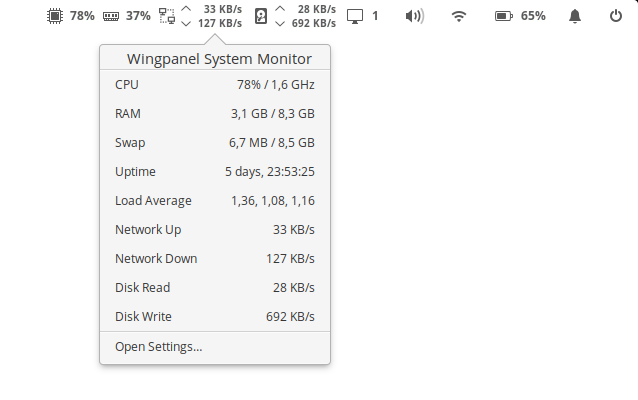 78% 37% 33 KB/s 28 KB/s 1 65%
127 KB/s 692 KB/s
Wingpanel System Monitor
CPU 78% / 1,6 GHz
RAM 3,1 GB / 8,3 GB
Swap 6,7 MB / 8,5 GB
Uptime 5 days, 23:53:25
Load Average 1,36, 1,08, 1,16
Network Up 33 KB/s
Network Down 127 KB/s
Disk Read 28 KB/s
Disk Write 692 KB/s
Open Settings...